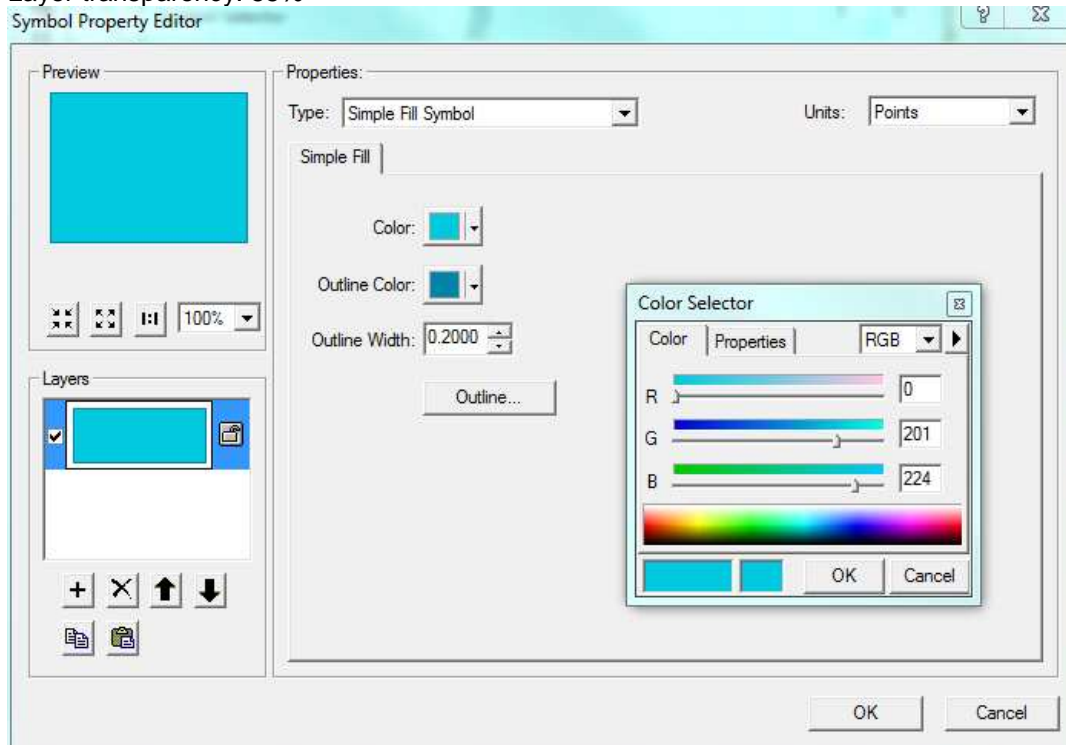 Symbol Property Editor
Preview
100%
Layers
Properties:
Type: Simple Fill Symbol
Units: Points
Simple Fill
Color:
Outline Color:
Outline Width: 0.2000
Outline...
Color Selector
Color Properties RGB
R 0
G 201
B 224
OK Cancel
OK Cancel